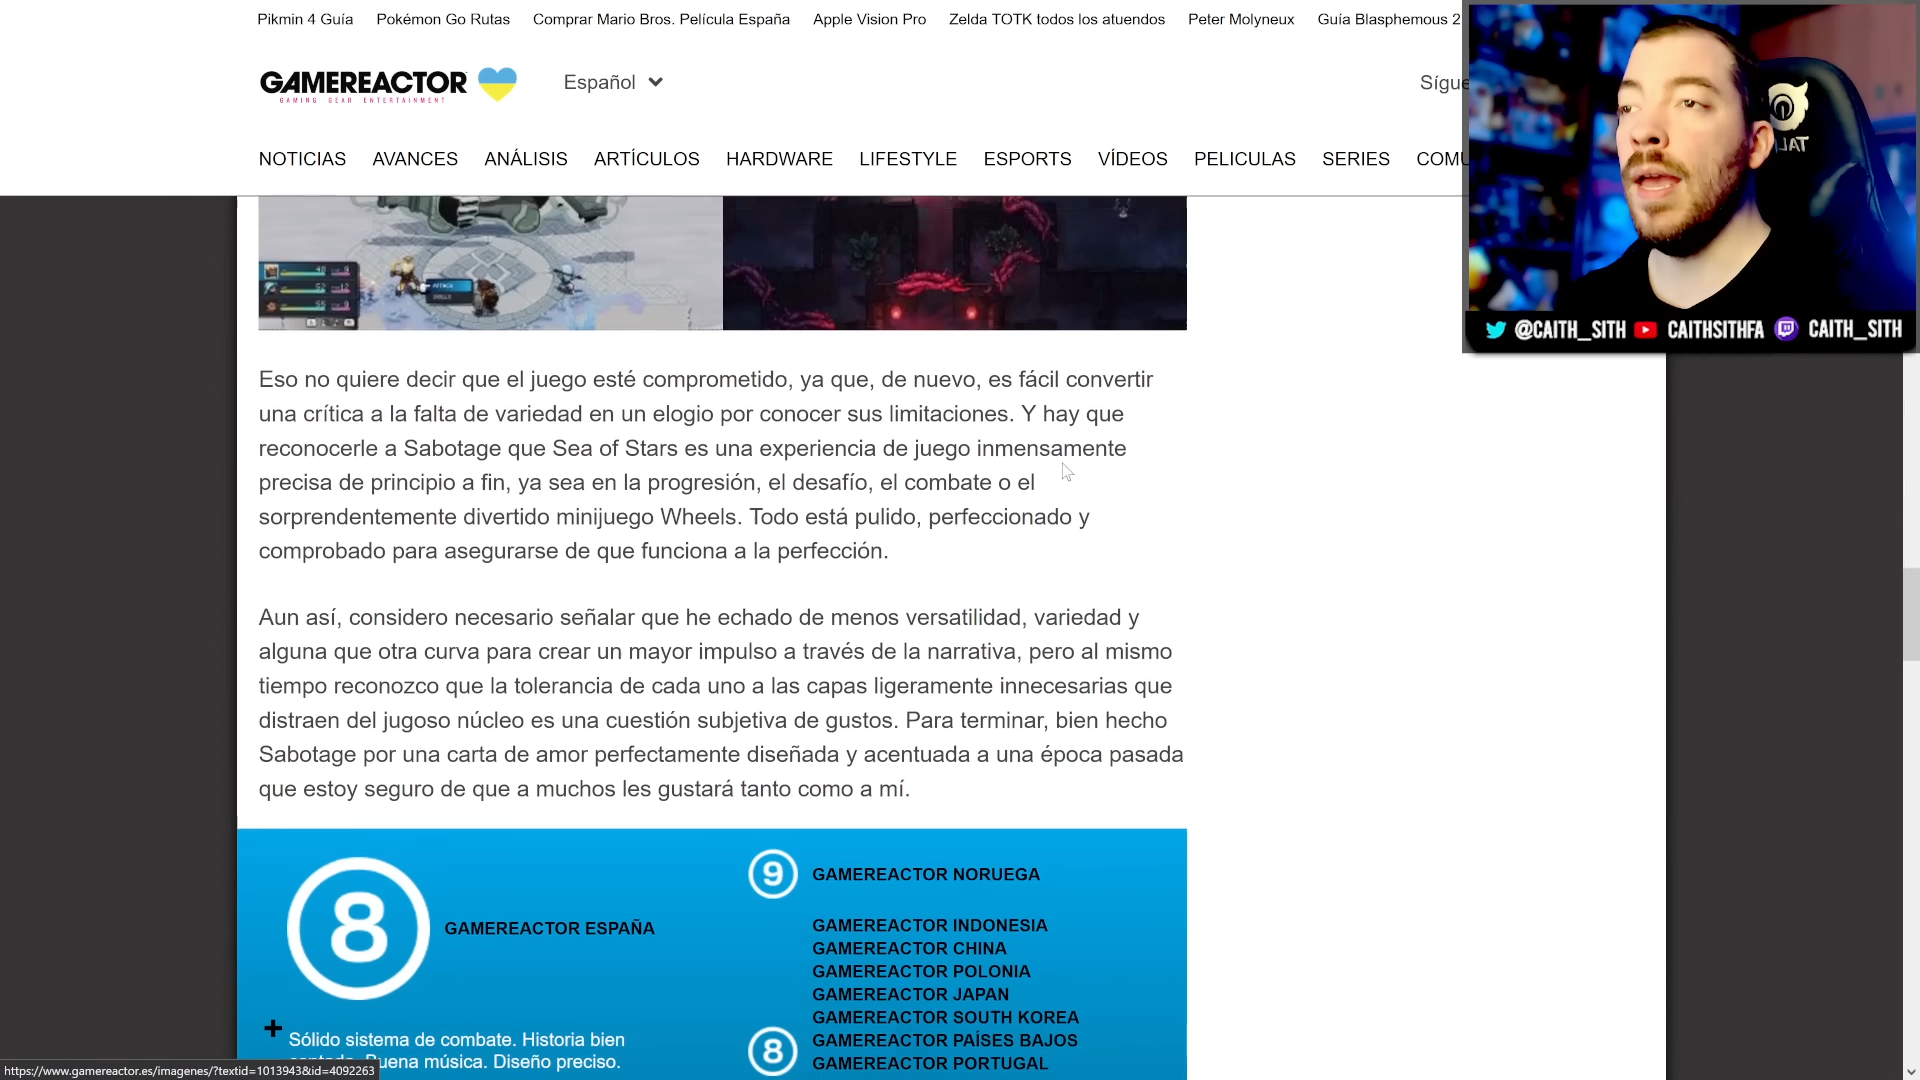 Pikmin 4 Guía Pokémon Go Rutas Comprar Mario Bros. Película España Apple Vision Pro Zelda TOTK todos los atuendos Peter Molyneux Guía Blasphemous 2
GAMEREACTOR
GAMING GEAR ENTERTAINMENT
Español
Sígue
NOTICIAS AVANCES ANÁLISIS ARTÍCULOS HARDWARE LIFESTYLE ESPORTS VÍDEOS PELICULAS SERIES COMU
@CAITH_SITH CAITHSITHFA CAITH_SITH
ATTACK
Eso no quiere decir que el juego esté comprometido, ya que, de nuevo, es fácil convertir
una crítica a la falta de variedad en un elogio por conocer sus limitaciones. Y hay que
reconocerle a Sabotage que Sea of Stars es una experiencia de juego inmensamente
precisa de principio a fin, ya sea en la progresión, el desafío, el combate o el
sorprendentemente divertido minijuego Wheels. Todo está pulido, perfeccionado y
comprobado para asegurarse de que funciona a la perfección.
Aun así, considero necesario señalar que he echado de menos versatilidad, variedad y
alguna que otra curva para crear un mayor impulso a través de la narrativa, pero al mismo
tiempo reconozco que la tolerancia de cada uno a las capas ligeramente innecesarias que
distraen del jugoso núcleo es una cuestión subjetiva de gustos. Para terminar, bien hecho
Sabotage por una carta de amor perfectamente diseñada y acentuada a una época pasada
que estoy seguro de que a muchos les gustará tanto como a mí.
8 GAMEREACTOR ESPAÑA
+ Sólido sistema de combate. Historia bien
Buena música. Diseño preciso.
9 GAMEREACTOR NORUEGA
GAMEREACTOR INDONESIA
GAMEREACTOR CHINA
GAMEREACTOR POLONIA
GAMEREACTOR JAPAN
GAMEREACTOR SOUTH KOREA
8 GAMEREACTOR PAÍSES BAJOS
GAMEREACTOR PORTUGAL
https://www.gamereactor.es/imagenes/?textid=1013943&id=4092263